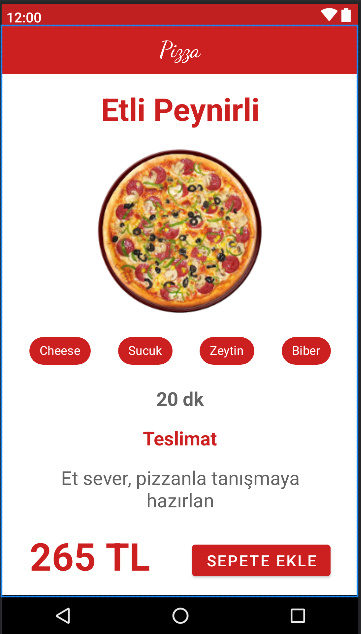 12:00
Pizza
Etli Peynirli
Cheese Sucuk Zeytin Biber
20 dk
Teslimat
Et sever, pizzanla tanışmaya
hazırlan
265 TL SEPETE EKLE